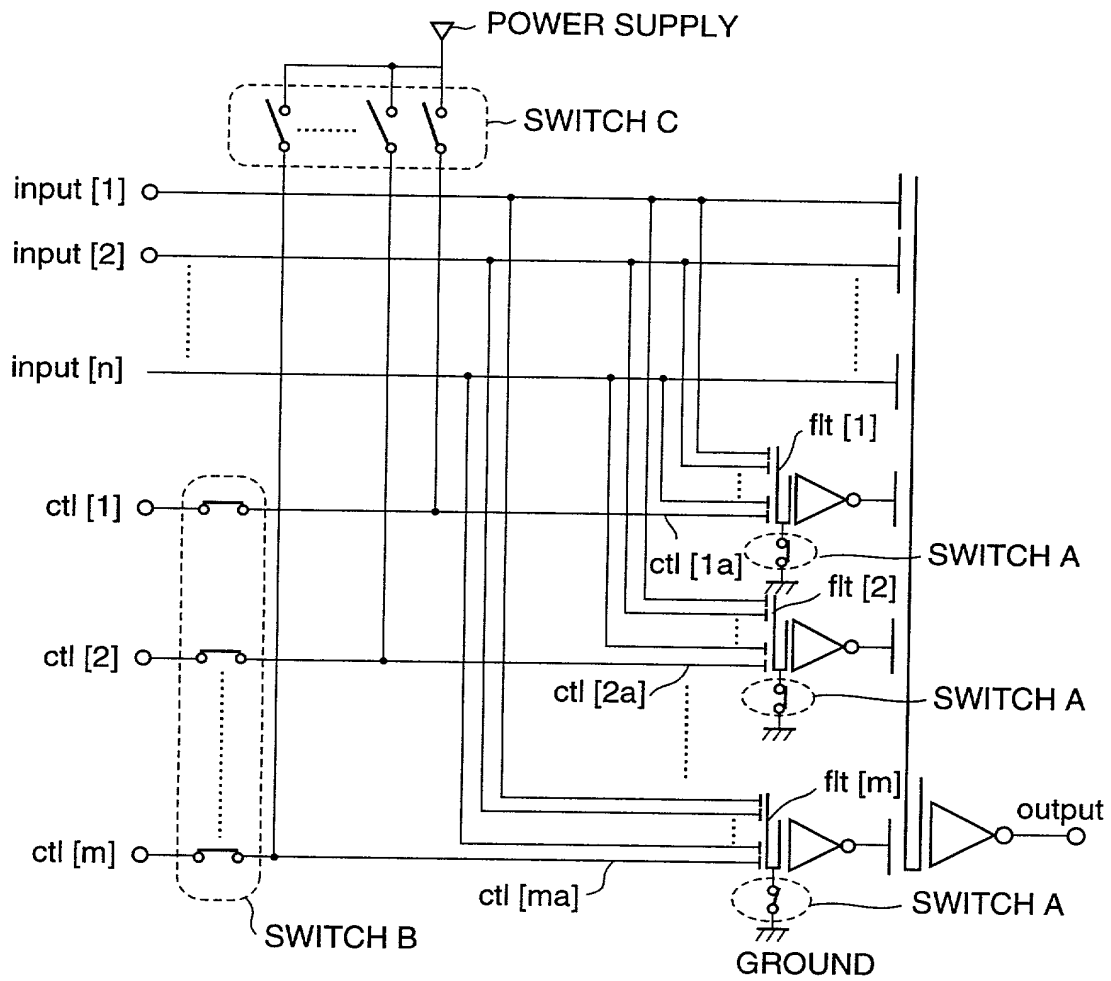 POWER SUPPLY
SWITCH C
input [1]
input [2]
input [n]
flt [1]
ctl [1]
ctl [1a]
SWITCH A
flt [2]
ctl [2]
ctl [2a]
SWITCH A
flt [m]
output
ctl [m]
ctl [ma]
SWITCH A
SWITCH B
GROUND